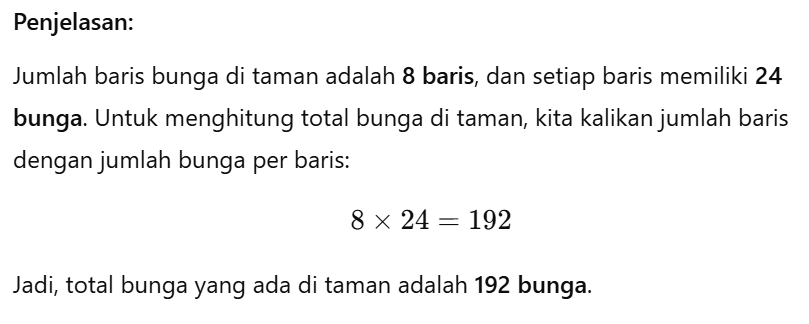 Penjelasan:
Jumlah baris bunga di taman adalah 8 baris, dan setiap baris memiliki 24
bunga. Untuk menghitung total bunga di taman, kita kalikan jumlah baris
dengan jumlah bunga per baris:
8 × 24 = 192
Jadi, total bunga yang ada di taman adalah 192 bunga.